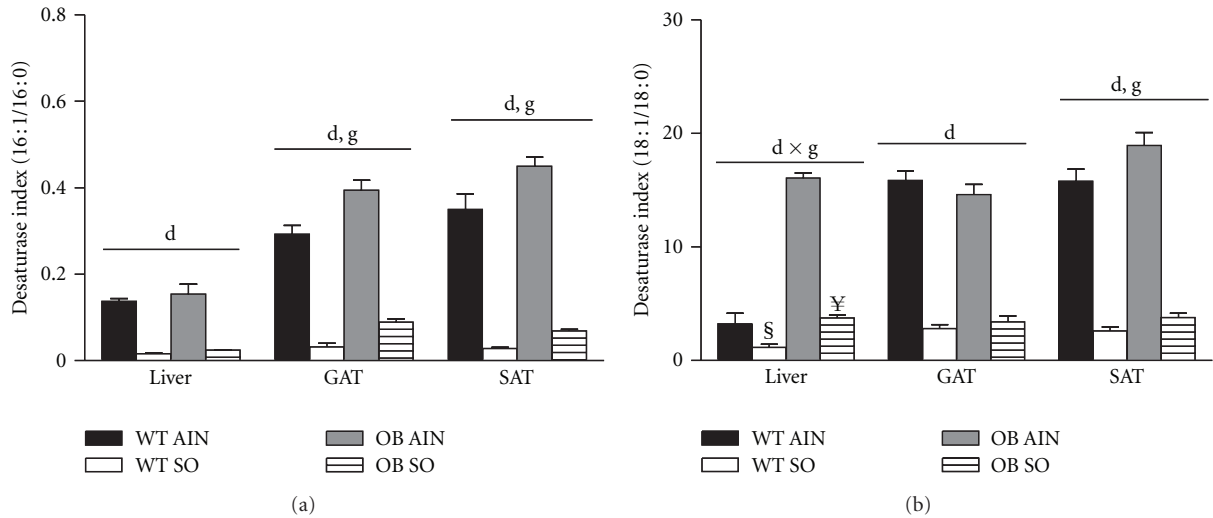 Desaturase index (16:1/16:0)
0.8
0.6
0.4
0.2
0
d
d, g
d, g
Liver
GAT
SAT
WT AIN
OB AIN
WT SO
OB SO
(a)
Desaturase index (18:1/18:0)
30
20
10
0
d × g
d
d, g
§
¥
Liver
GAT
SAT
WT AIN
OB AIN
WT SO
OB SO
(b)